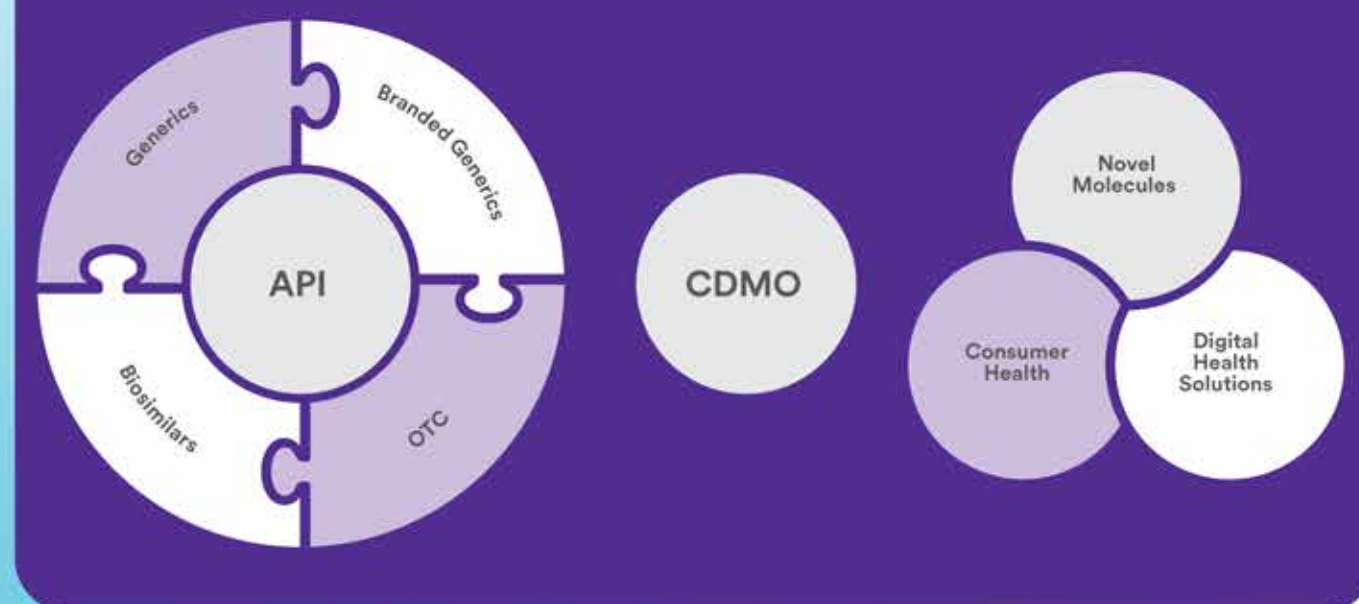 Generics
Branded Generics
API
Biosimilars
OTC
CDMO
Novel
Molecules
Consumer
Health
Digital
Health
Solutions